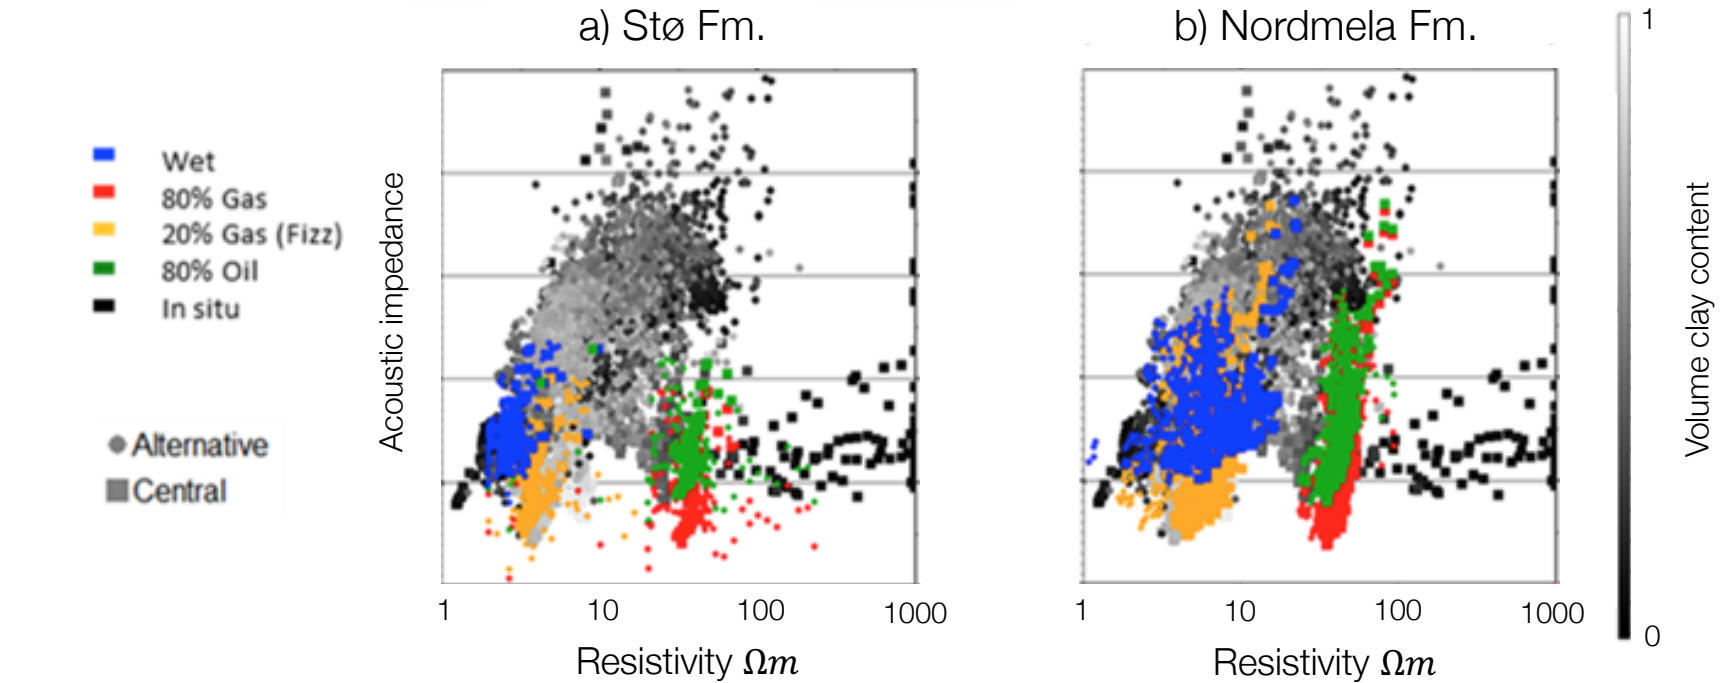 a) Stø Fm.
b) Nordmela Fm.
1
Wet
80% Gas
20% Gas (Fizz)
80% Oil
In situ
Alternative
Central
Acoustic impedance
Volume clay content
0
1 10 100 1000
1 10 100 1000
Resistivity Ωm
Resistivity Ωm